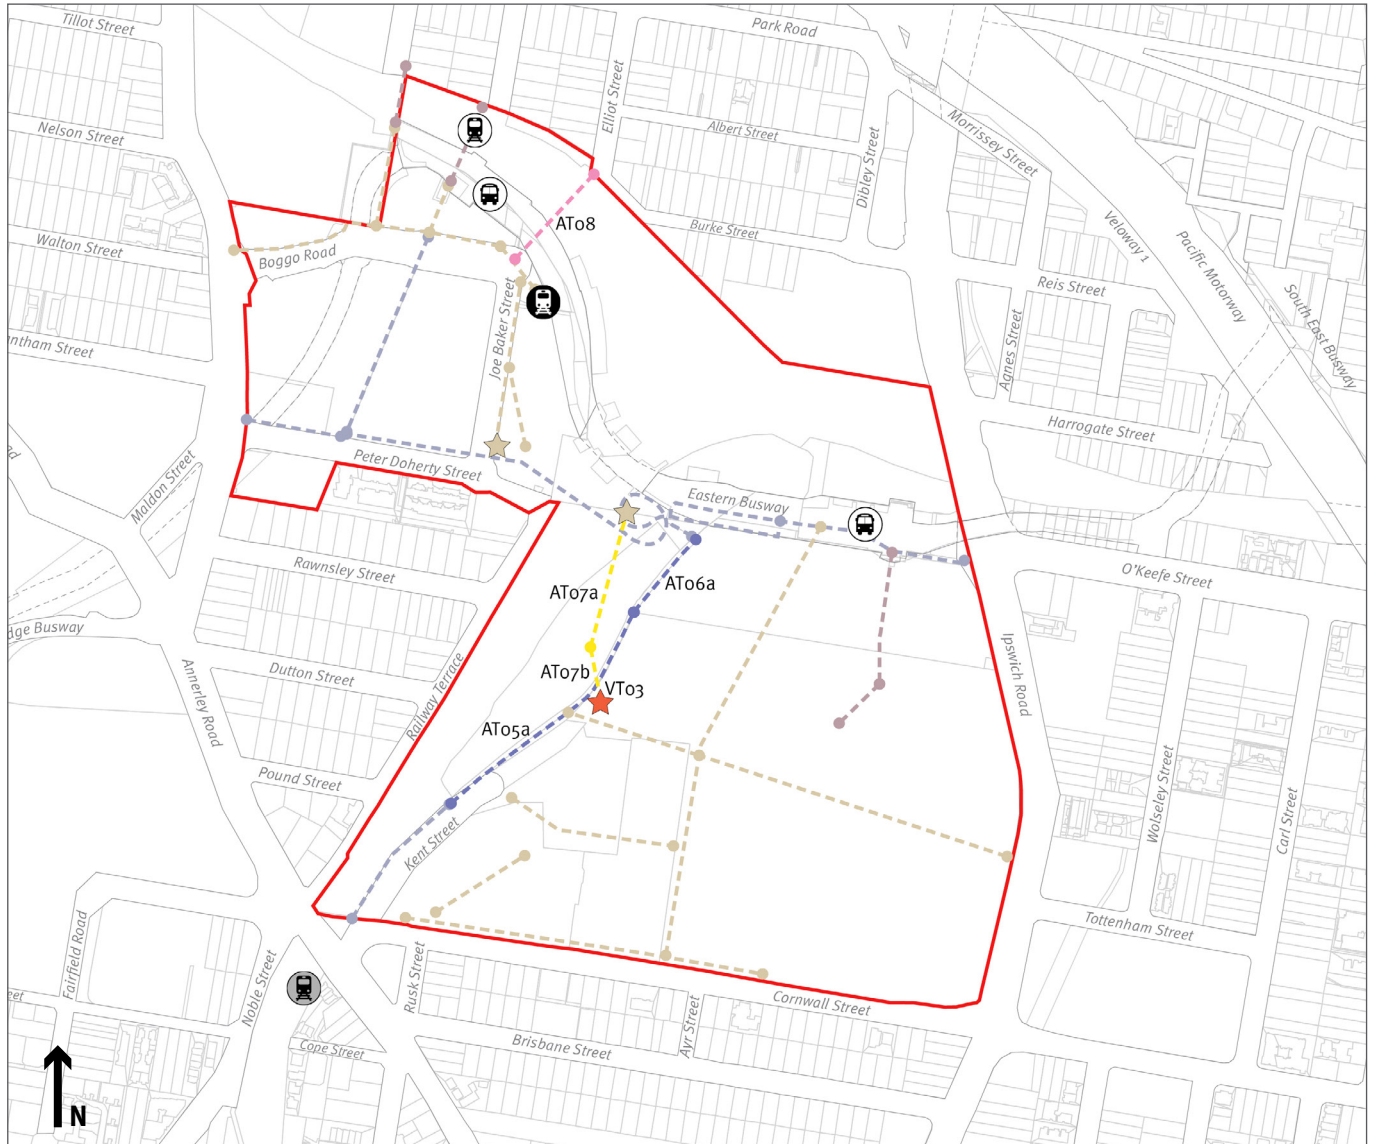 Tillot Street
Park Road
Elliot Street
Nelson Street
Albert Street
Morrissey Street
Dibley Street
Walton Street
Boggo Road
AT08
Burke Street
Veloway 1
Pacific Motorway
South East Busway
Reis Street
Joe Baker Street
Agnes Street
ntham Street
Harrogate Street
Peter Doherty Street
Maldon Street
Eastern Busway
Rawnsley Street
AT07a
AT06a
O'Keefe Street
dge Busway
Dutton Street
Annerley Road
Railway Terrace
AT07b
VT03
Ipswich Road
AT05a
Pound Street
Kent Street
Wolseley Street
Carl Street
Tottenham Street
Fairfield Road
Noble Street
Rusk Street
eet
Cornwall Street
Ayr Street
Cope Street
Brisbane Street
N